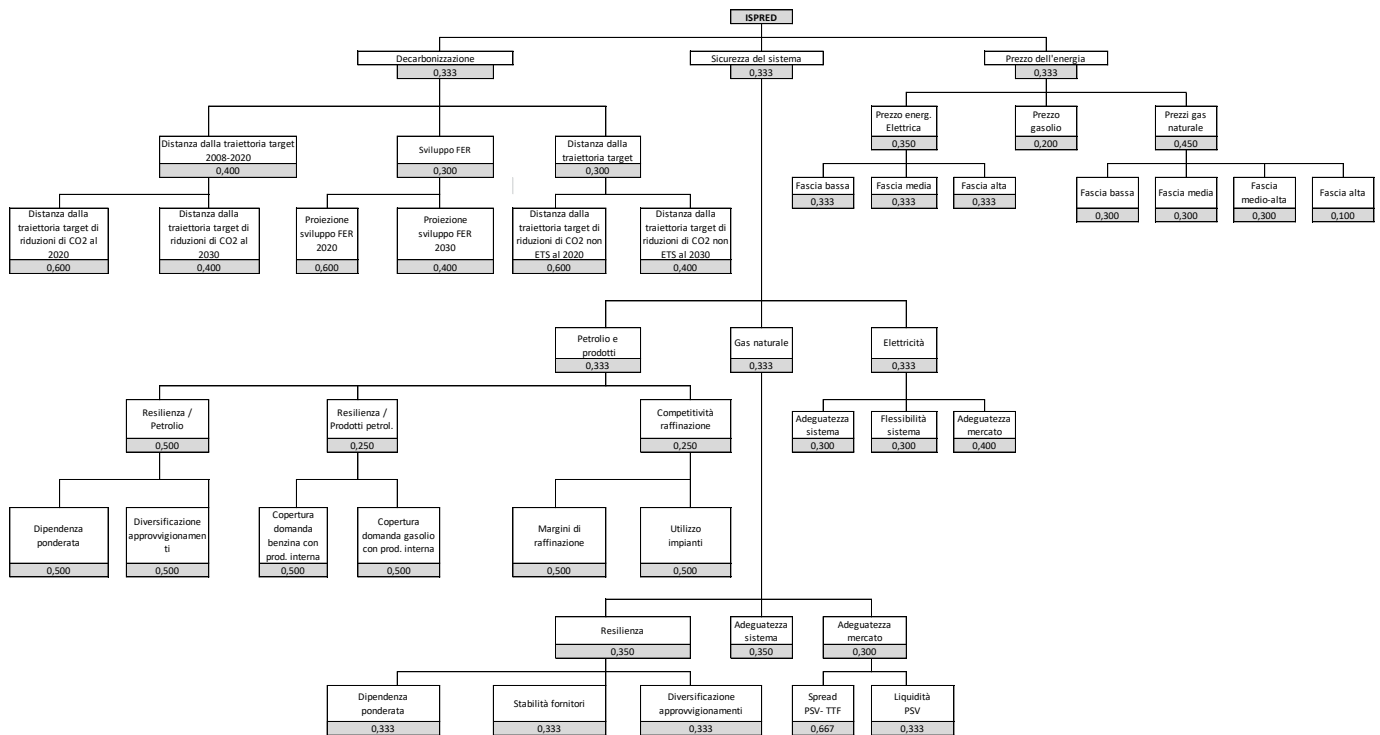 ISPRED
Decarbonizzazione
0,333
Sicurezza del sistema
0,333
Prezzo dell'energia
0,333
Prezzo energ.
Elettrica
0,350
Prezzo
gasolio
0,200
Prezzi gas
naturale
0,450
Distanza dalla traiettoria target
2008-2020
0,400
Sviluppo FER
0,300
Distanza dalla
traiettoria target
0,300
Fascia bassa
0,333
Fascia media
0,333
Fascia alta
0,333
Fascia bassa
0,300
Fascia media
0,300
Fascia
medio-alta
0,300
Fascia alta
0,100
Distanza dalla
traiettoria target di
riduzioni di CO2 al
2020
0,600
Distanza dalla
traiettoria target di
riduzioni di CO2 al
2030
0,400
Proiezione
sviluppo FER
2020
0,600
Proiezione
sviluppo FER
2030
0,400
Distanza dalla
traiettoria target di
riduzioni di CO2 non
ETS al 2020
0,600
Distanza dalla
traiettoria target di
riduzioni di CO2 non
ETS al 2030
0,400
Petrolio e
prodotti
0,333
Gas naturale
0,333
Elettricità
0,333
Resilienza /
Petrolio
0,500
Resilienza /
Prodotti petrol.
0,250
Competitività
raffinazione
0,250
Adeguatezza
sistema
0,300
Flessibilità
sistema
0,300
Adeguatezza
mercato
0,400
Dipendenza
ponderata
0,500
Diversificazione
approvvigionamen
ti
0,500
Copertura
domanda
benzina con
prod. interna
0,500
Copertura
domanda gasolio
con prod. interna
0,500
Margini di
raffinazione
0,500
Utilizzo
impianti
0,500
Resilienza
0,350
Adeguatezza
sistema
0,350
Adeguatezza
mercato
0,300
Dipendenza
ponderata
0,333
Stabilità fornitori
0,333
Diversificazione
approvvigionamenti
0,333
Spread
PSV- TTF
0,667
Liquidità
PSV
0,333